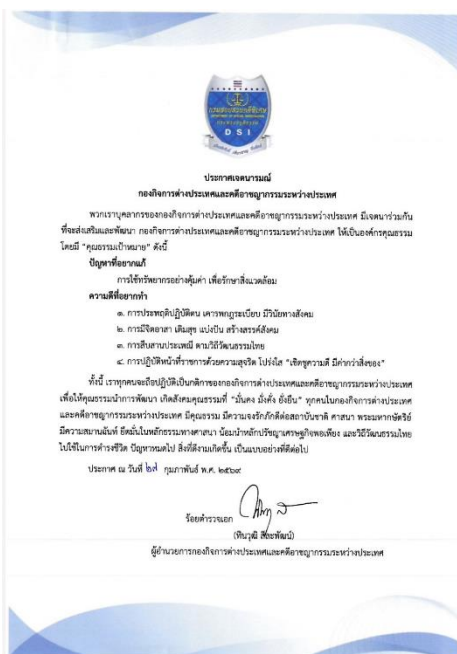 กรมสอบสวนคดีพิเศษ
DEPARTMENT OF SPECIAL INVESTIGATION
กระทรวงยุติธรรม
DSI
ประกาศเจตนารมณ์
กองกิจการต่างประเทศและคดีอาชญากรรมระหว่างประเทศ
พวกเราบุคลากรของกองกิจการต่างประเทศและคดีอาชญากรรมระหว่างประเทศ มีเจตนาร่วมกัน
ที่จะส่งเสริมและพัฒนา กองกิจการต่างประเทศและคดีอาชญากรรมระหว่างประเทศ ให้เป็นองค์กรคุณธรรม
โดยมี "คุณธรรมเป้าหมาย" ดังนี้
ปัญหาที่อยากแก้
การใช้ทรัพยากรอย่างคุ้มค่า เพื่อรักษาสิ่งแวดล้อม
ความดีที่อยากทำ
๑. การประพฤติปฏิบัติตน เคารพกฎระเบียบ มีวินัยทางสังคม
๒. การมีจิตอาสา เติมสุข แบ่งปัน สร้างสรรค์สังคม
๓. การสืบสานประเพณี ตามวิถีวัฒนธรรมไทย
๔. การปฏิบัติหน้าที่ราชการด้วยความสุจริต โปร่งใส "เชิดชูความดี มีค่ากว่าสิ่งของ"
ทั้งนี้ เราทุกคนจะถือปฏิบัติเป็นกติกาของกองกิจการต่างประเทศและคดีอาชญากรรมระหว่างประเทศ
เพื่อให้คุณธรรมนำการพัฒนา เกิดสังคมคุณธรรมที่ "มั่นคง มั่งคั่ง ยั่งยืน" ทุกคนในกองกิจการต่างประเทศ
และคดีอาชญากรรมระหว่างประเทศ มีคุณธรรม มีความจงรักภักดีต่อสถาบันชาติ ศาสนา พระมหากษัตริย์
มีความสมานฉันท์ ยึดมั่นในหลักธรรมทางศาสนา น้อมนำหลักปรัชญาเศรษฐกิจพอเพียง และวิถีวัฒนธรรมไทย
ไปใช้ในการดำรงชีวิต ปัญหาหมดไป สิ่งที่ดีงามเกิดขึ้น เป็นแบบอย่างที่ดีต่อไป
ประกาศ ณ วันที่ กุมภาพันธ์ พ.ศ. ๒๕๖๙
ร้อยตำรวจเอก
(ทินวุฒิ สีละพัฒน์)
ผู้อำนวยการกองกิจการต่างประเทศและคดีอาชญากรรมระหว่างประเทศ